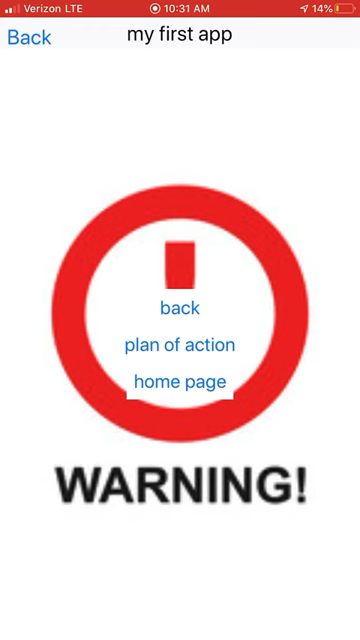 Verizon LTE 10:31 AM 14%
Back my first app
back
plan of action
home page
WARNING!